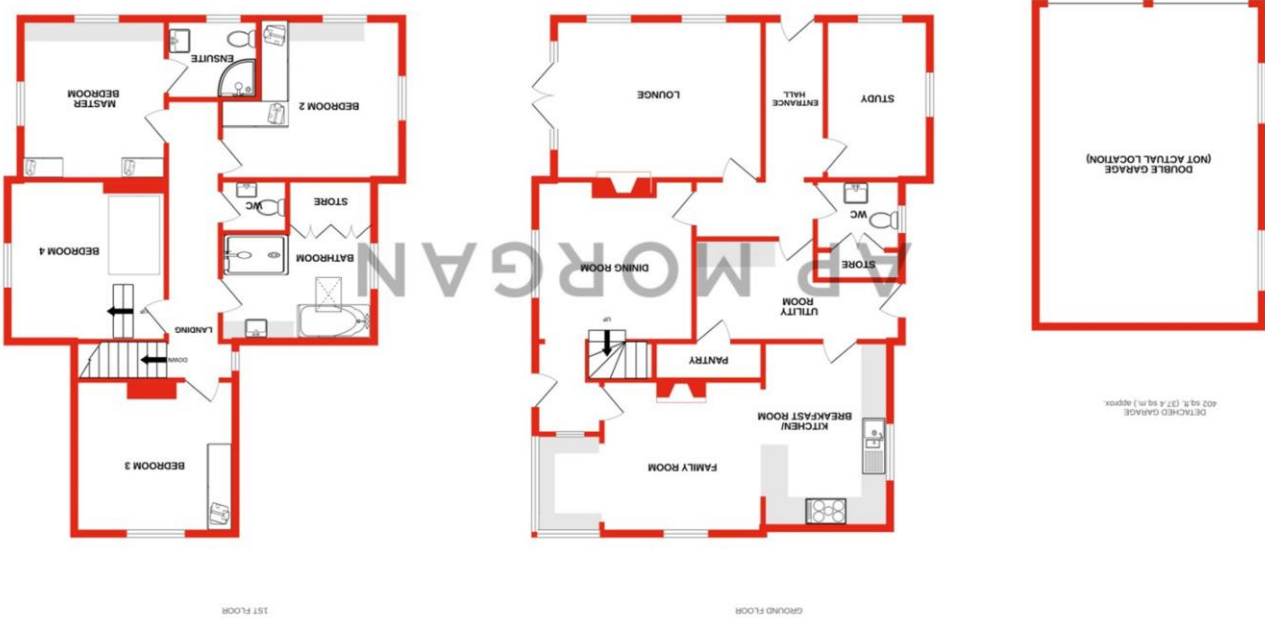 DETACHED GARAGE
402 sq.ft. (37.4 sq.m.) approx.
DOUBLE GARAGE
(NOT ACTUAL LOCATION)
GROUND FLOOR
KITCHEN/
BREAKFAST ROOM
FAMILY ROOM
PANTRY
UP
UTILITY
ROOM
DINING ROOM
STORE
WC
STUDY
ENTRANCE
HALL
LOUNGE
1ST FLOOR
BEDROOM 3
DOWN
LANDING
UP
BATHROOM
BEDROOM 4
STORE
WC
BEDROOM 2
MASTER
BEDROOM
ENSUITE
AP MORGAN